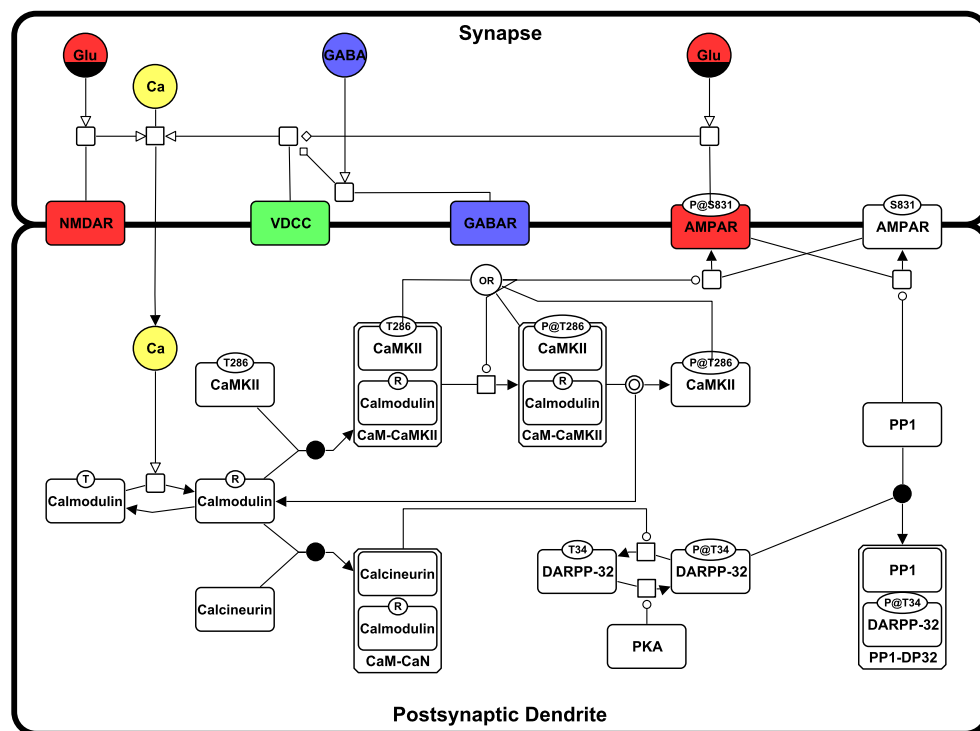 Synapse
Glu
GABA
Glu
Ca
NMDAR
VDCC
GABAR
P@S831
AMPAR
S831
AMPAR
OR
T286
CaMKII
R
Calmodulin
CaM-CaMKII
P@T286
CaMKII
R
Calmodulin
CaM-CaMKII
P@T286
CaMKII
Ca
T286
CaMKII
PP1
T
Calmodulin
R
Calmodulin
Calcineurin
Calcineurin
R
Calmodulin
CaM-CaN
T34
DARPP-32
P@T34
DARPP-32
PKA
PP1
P@T34
DARPP-32
PP1-DP32
Postsynaptic Dendrite